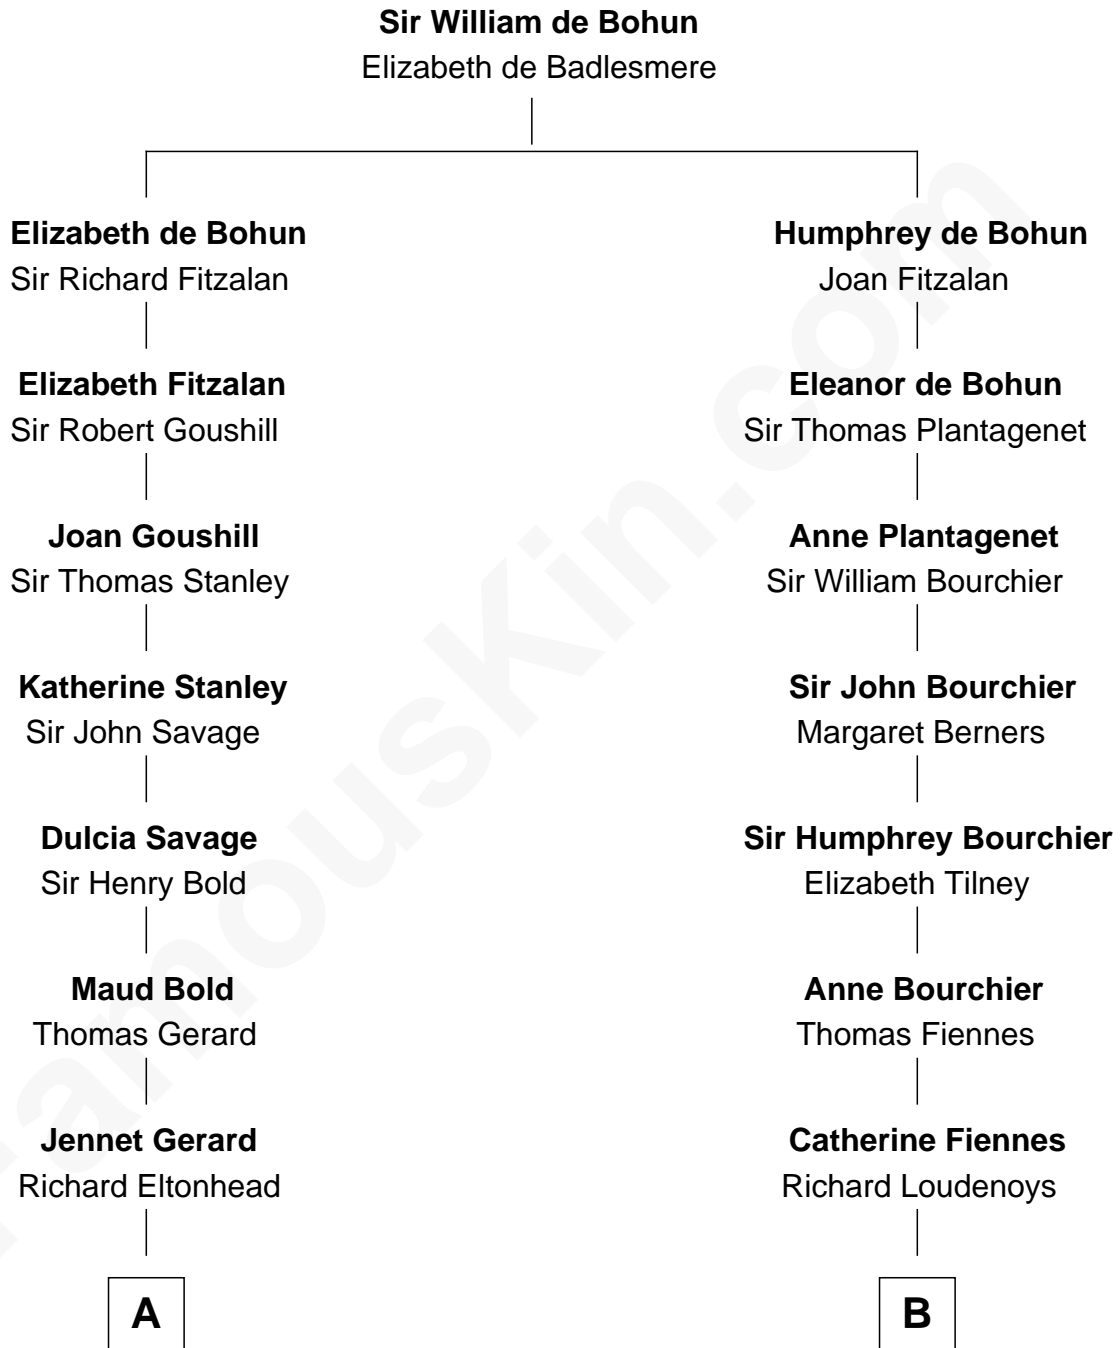 Sir William de Bohun
Elizabeth de Badlesmere
Elizabeth de Bohun
Sir Richard Fitzalan
Humphrey de Bohun
Joan Fitzalan
Elizabeth Fitzalan
Sir Robert Goushill
Eleanor de Bohun
Sir Thomas Plantagenet
Joan Goushill
Sir Thomas Stanley
Anne Plantagenet
Sir William Bourchier
Katherine Stanley
Sir John Savage
Sir John Bourchier
Margaret Berners
Dulcia Savage
Sir Henry Bold
Sir Humphrey Bourchier
Elizabeth Tilney
Maud Bold
Thomas Gerard
Anne Bourchier
Thomas Fiennes
Jennet Gerard
Richard Eltonhead
Catherine Fiennes
Richard Loudenoys
A
B
FamousKin.com